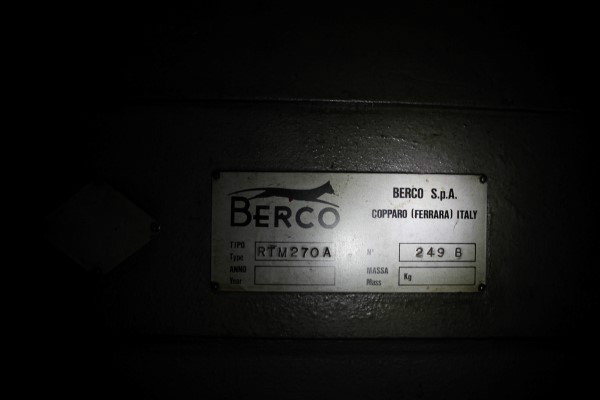 BERCO
BERCO S.p.A.
COPPARO (FERRARA) ITALY
TIPO
Type
RTM270A
N°
249 B
ANNO
Year
MASSA
Mass
Kg